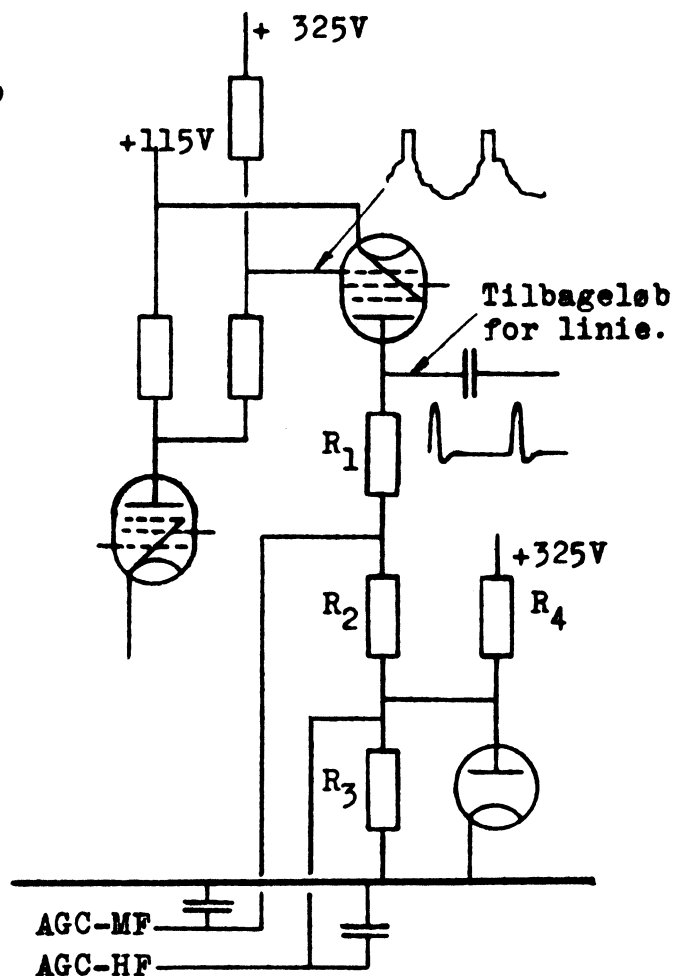 + 325V
+115V
Tilbageløb
for linie.
R1
+325V
R2
R4
R3
AGC-MF
AGC-HF